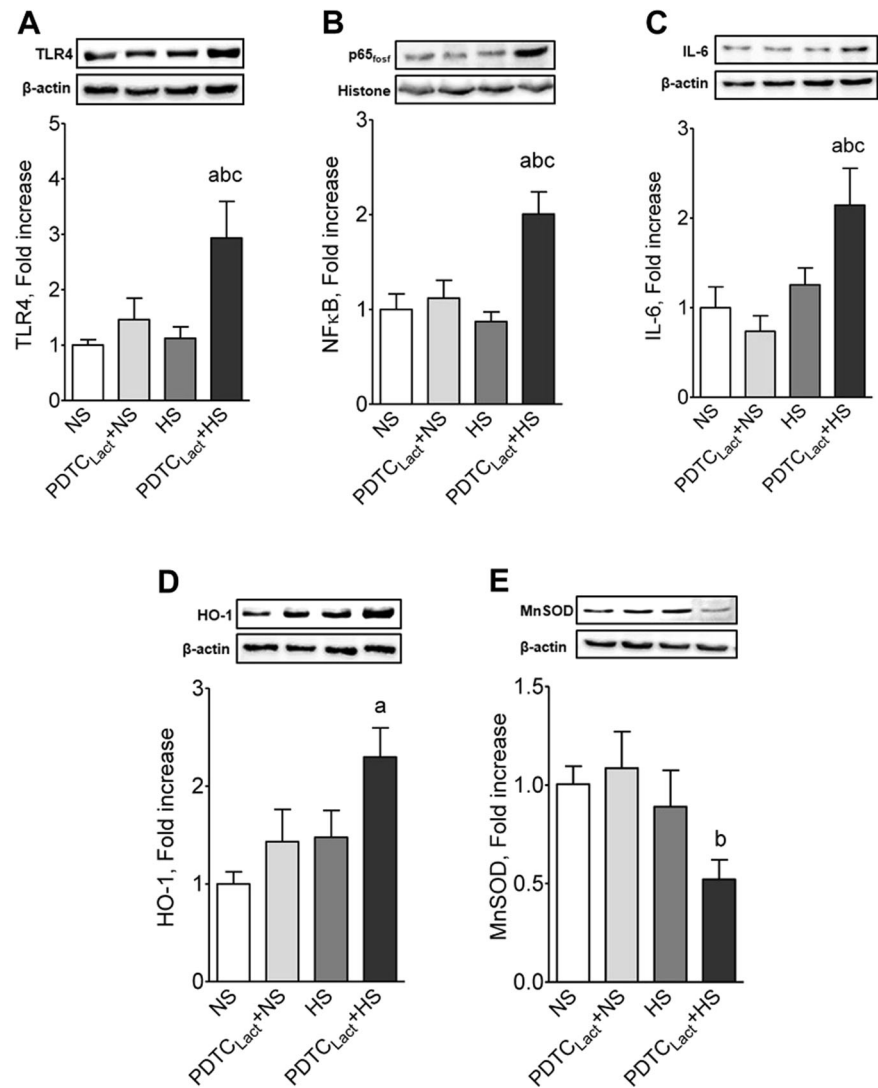 A
TLR4
β-actin
TLR4, Fold increase
5
4
3
2
1
0
abc
NS
PDTCLact+NS
HS
PDTCLact+HS
B
p65fosf
Histone
NFκB, Fold increase
3
2
1
0
abc
NS
PDTCLact+NS
HS
PDTCLact+HS
C
IL-6
β-actin
IL-6, Fold increase
3
2
1
0
abc
NS
PDTCLact+NS
HS
PDTCLact+HS
D
HO-1
β-actin
HO-1, Fold increase
3
2
1
0
a
NS
PDTCLact+NS
HS
PDTCLact+HS
E
MnSOD
β-actin
MnSOD, Fold increase
1.5
1.0
0.5
0.0
b
NS
PDTCLact+NS
HS
PDTCLact+HS